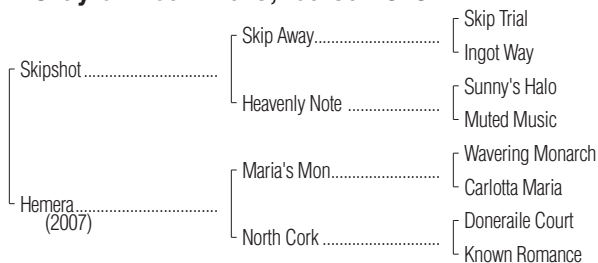 Skip Trial
Skip Away
Ingot Way
Skipshot
Sunny's Halo
Heavenly Note
Muted Music
Wavering Monarch
Maria's Mon
Carlotta Maria
Hemera
(2007)
Doneraile Court
North Cork
Known Romance